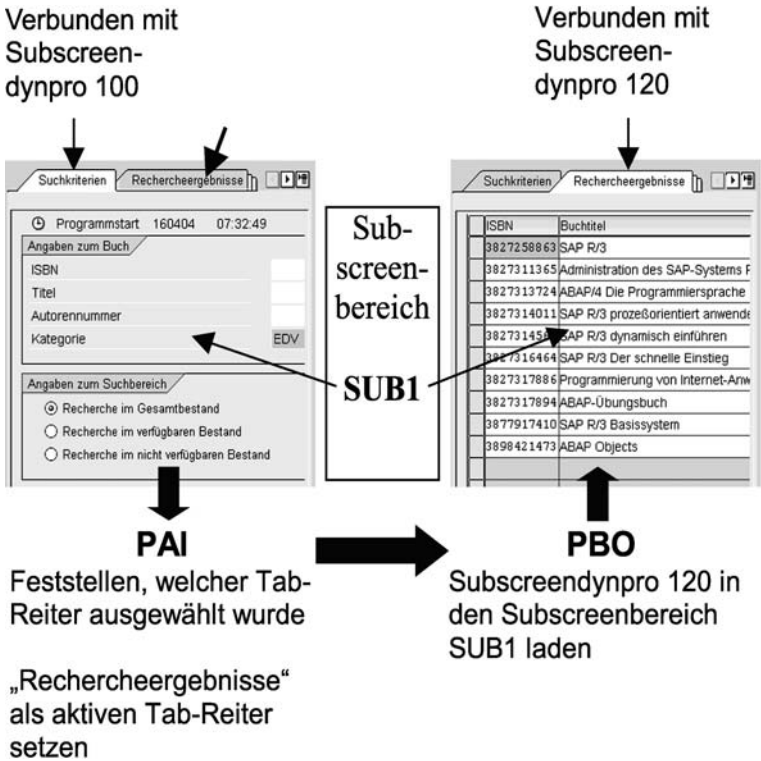 Verbunden mit
Subscreen-
dynpro 100
Verbunden mit
Subscreen-
dynpro 120
Suchkriterien
Rechercheergebnisse
Programmstart 160404 07:32:49
Angaben zum Buch
ISBN
Titel
Autorennummer
Kategorie EDV
Angaben zum Suchbereich
Recherche im Gesamtbestand
Recherche im verfügbaren Bestand
Recherche im nicht verfügbaren Bestand
Sub-
screen-
bereich
SUB1
Suchkriterien
Rechercheergebnisse
ISBN Buchtitel
3827258863 SAP R/3
3827311365 Administration des SAP-Systems
3827313724 ABAP/4 Die Programmiersprache
3827314011 SAP R/3 prozeßorientiert anwende
SAP R/3 dynamisch einführen
3827316464 SAP R/3 Der schnelle Einstieg
3827317886 Programmierung von Internet-Anw
3827317894 ABAP-Übungsbuch
3877917410 SAP R/3 Basissystem
3898421473 ABAP Objects
PAI
Feststellen, welcher Tab-
Reiter ausgewählt wurde
„Rechercheergebnisse“
als aktiven Tab-Reiter
setzen
PBO
Subscreendynpro 120 in
den Subscreenbereich
SUB1 laden